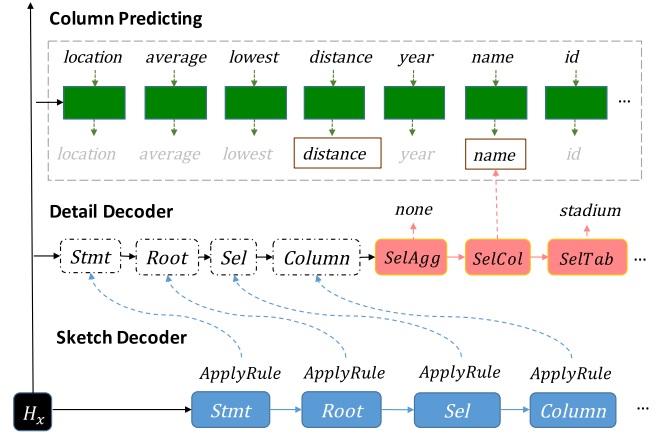 Column Predicting
location average lowest distance year name id
...
location average lowest distance year name id
Detail Decoder
none stadium
Stmt Root Sel Column SelAgg SelCol SelTab ...
Sketch Decoder
ApplyRule ApplyRule ApplyRule ApplyRule
Hx Stmt Root Sel Column ...